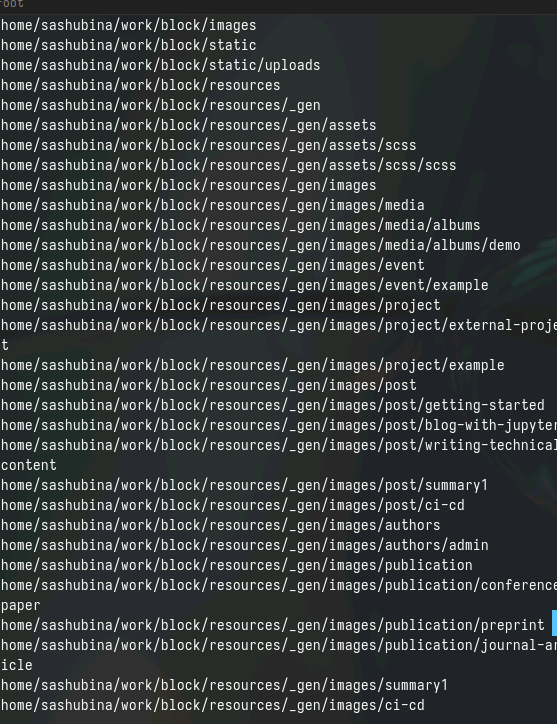 root
home/sashubina/work/block/images
home/sashubina/work/block/static
home/sashubina/work/block/static/uploads
home/sashubina/work/block/resources
home/sashubina/work/block/resources/_gen
home/sashubina/work/block/resources/_gen/assets
home/sashubina/work/block/resources/_gen/assets/scss
home/sashubina/work/block/resources/_gen/assets/scss/scss
home/sashubina/work/block/resources/_gen/images
home/sashubina/work/block/resources/_gen/images/media
home/sashubina/work/block/resources/_gen/images/media/albums
home/sashubina/work/block/resources/_gen/images/media/albums/demo
home/sashubina/work/block/resources/_gen/images/event
home/sashubina/work/block/resources/_gen/images/event/example
home/sashubina/work/block/resources/_gen/images/project
home/sashubina/work/block/resources/_gen/images/project/external-proje
t
home/sashubina/work/block/resources/_gen/images/project/example
home/sashubina/work/block/resources/_gen/images/post
home/sashubina/work/block/resources/_gen/images/post/getting-started
home/sashubina/work/block/resources/_gen/images/post/blog-with-jupyter
home/sashubina/work/block/resources/_gen/images/post/writing-technical
content
home/sashubina/work/block/resources/_gen/images/post/summary1
home/sashubina/work/block/resources/_gen/images/post/ci-cd
home/sashubina/work/block/resources/_gen/images/authors
home/sashubina/work/block/resources/_gen/images/authors/admin
home/sashubina/work/block/resources/_gen/images/publication
home/sashubina/work/block/resources/_gen/images/publication/conference
paper
home/sashubina/work/block/resources/_gen/images/publication/preprint
home/sashubina/work/block/resources/_gen/images/publication/journal-ar
icle
home/sashubina/work/block/resources/_gen/images/summary1
home/sashubina/work/block/resources/_gen/images/ci-cd